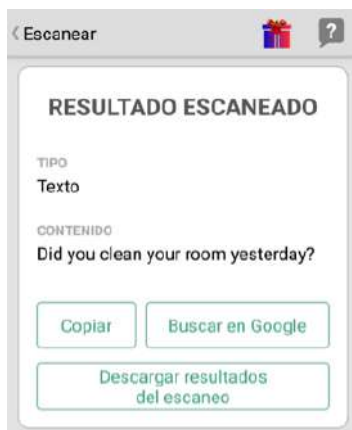 Escanear
?
RESULTADO ESCANEADO
TIPO
Texto
CONTENIDO
Did you clean your room yesterday?
Copiar
Buscar en Google
Descargar resultados
del escaneo